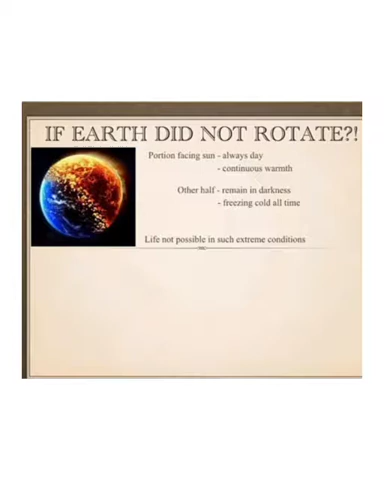 IF EARTH DID NOT ROTATE?!
Portion facing sun - always day
- continuous warmth
Other half - remain in darkness
- freezing cold all time
Life not possible in such extreme conditions